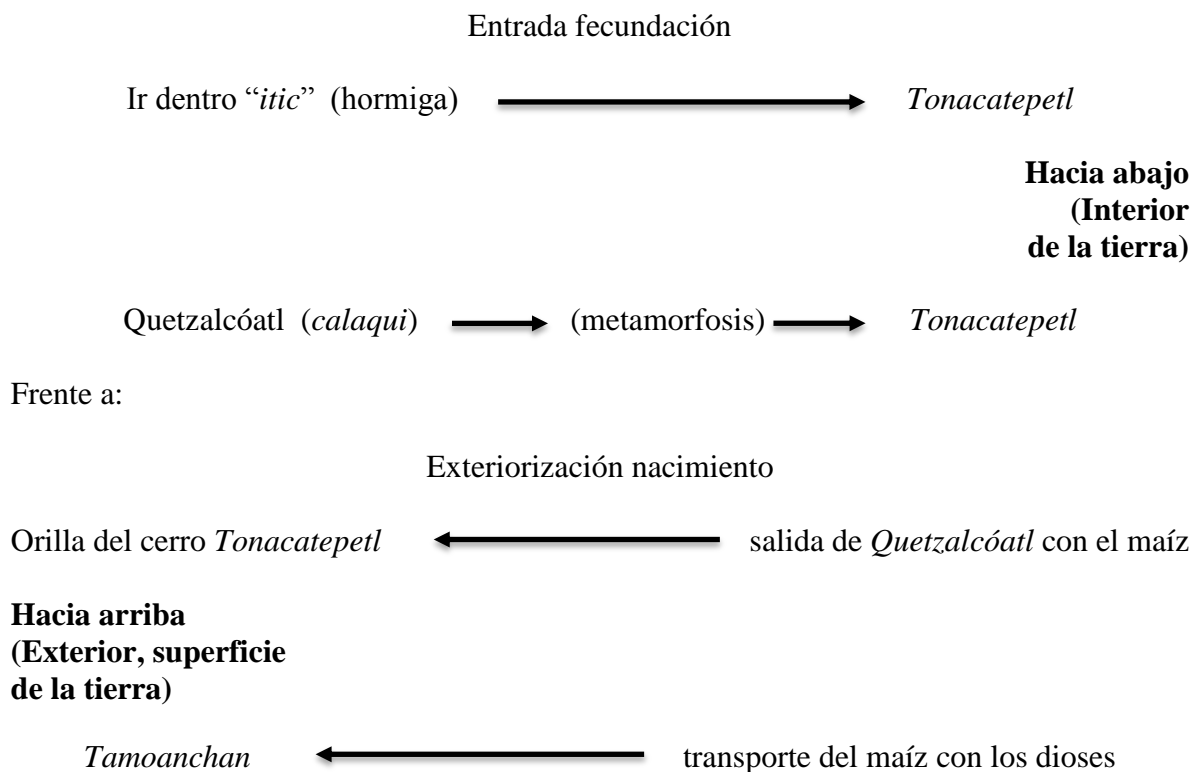 Entrada fecundación
Ir dentro “itic” (hormiga) Tonacatepetl
Hacia abajo
(Interior
de la tierra)
Quetzalcóatl (calaqui) (metamorfosis) Tonacatepetl
Frente a:
Exteriorización nacimiento
Orilla del cerro Tonacatepetl salida de Quetzalcóatl con el maíz
Hacia arriba
(Exterior, superficie
de la tierra)
Tamoanchan transporte del maíz con los dioses